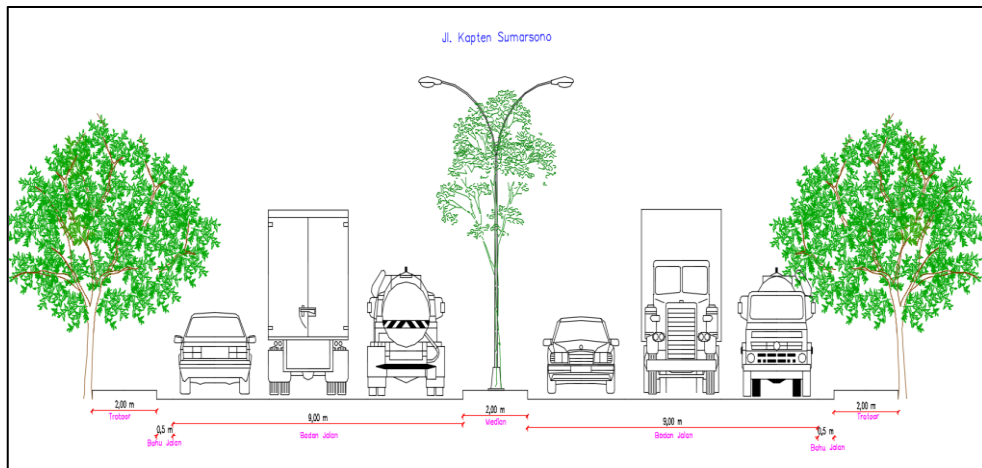 Jl. Kapten Sumarsono
2,00 m
Trotoar
0,5 m
Bahu Jalan
9,00 m
Badan Jalan
2,00 m
Median
9,00 m
Badan Jalan
0,5 m
Bahu Jalan
2,00 m
Trotoar